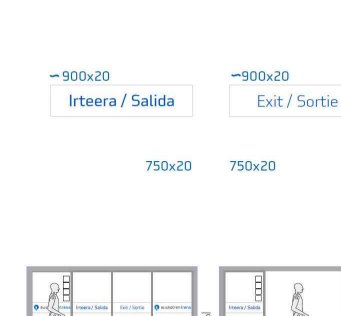 ~900x20
~900x20
Irteera / Salida
Exit / Sortie
750x20
750x20
Irteera / Salida
Exit / Sortie
Irteera / Salida